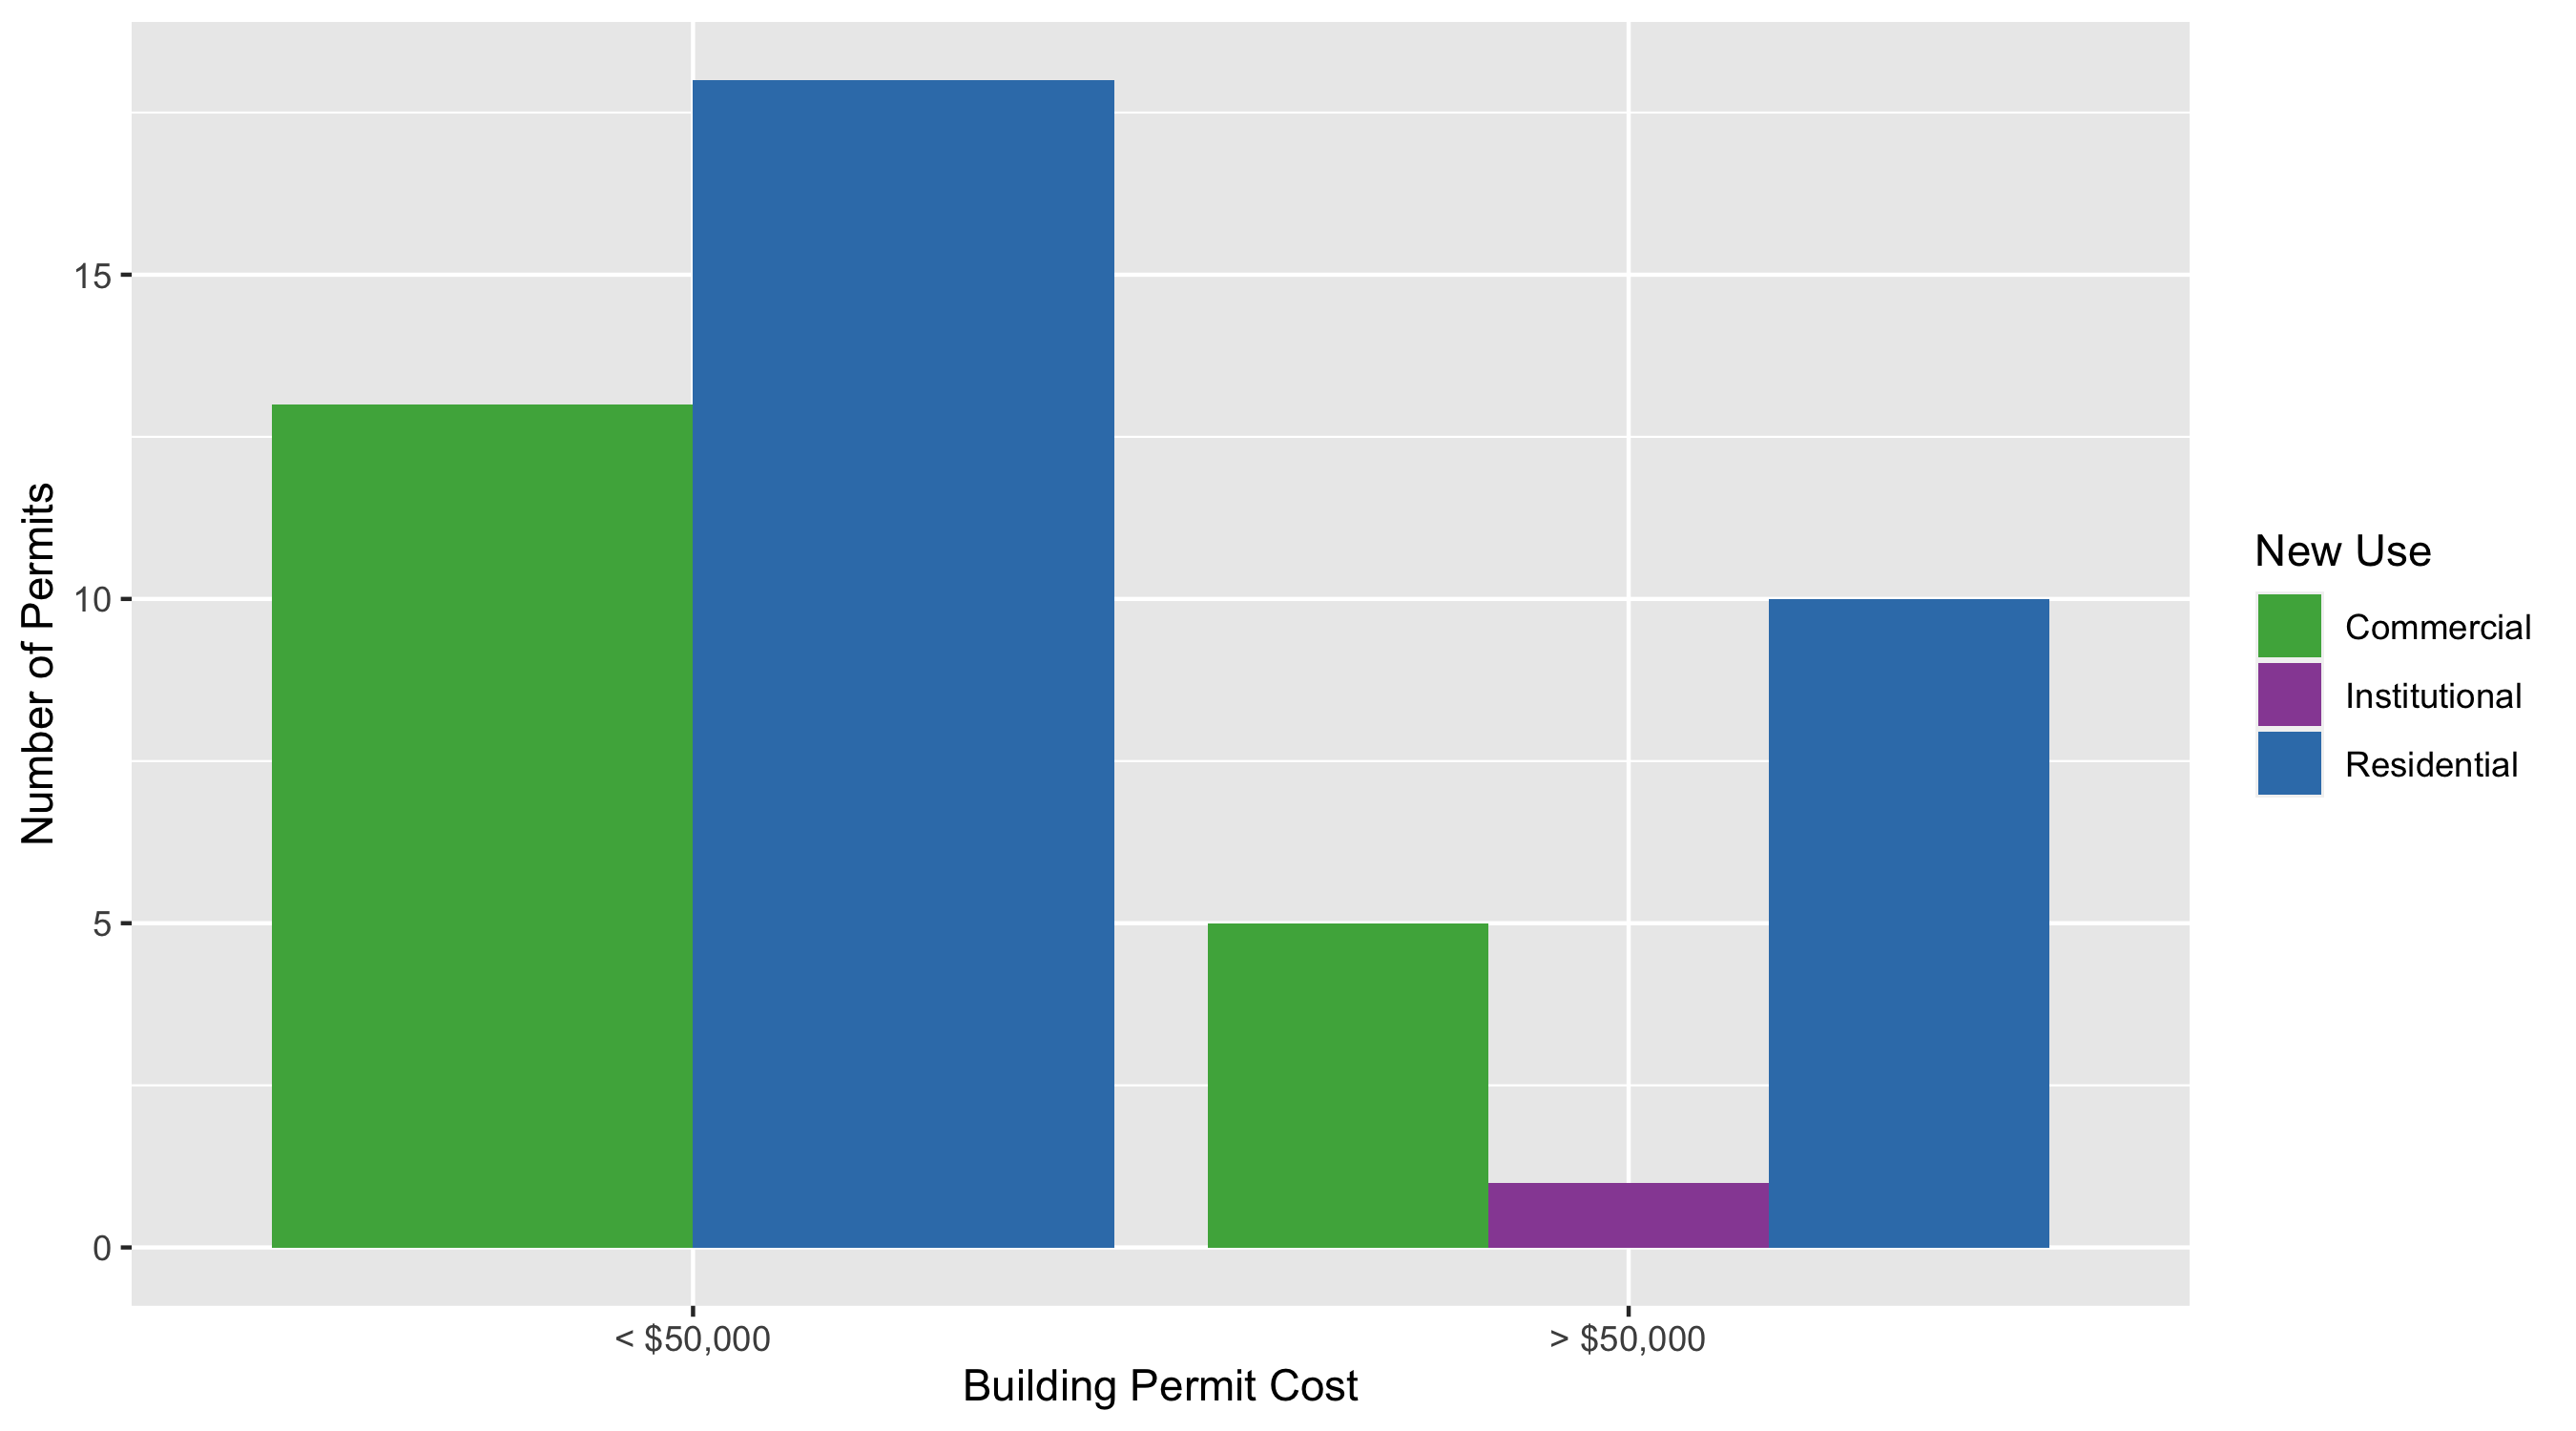 Number of Permits
15
10
5
0
< $50,000
> $50,000
Building Permit Cost
New Use
Commercial
Institutional
Residential